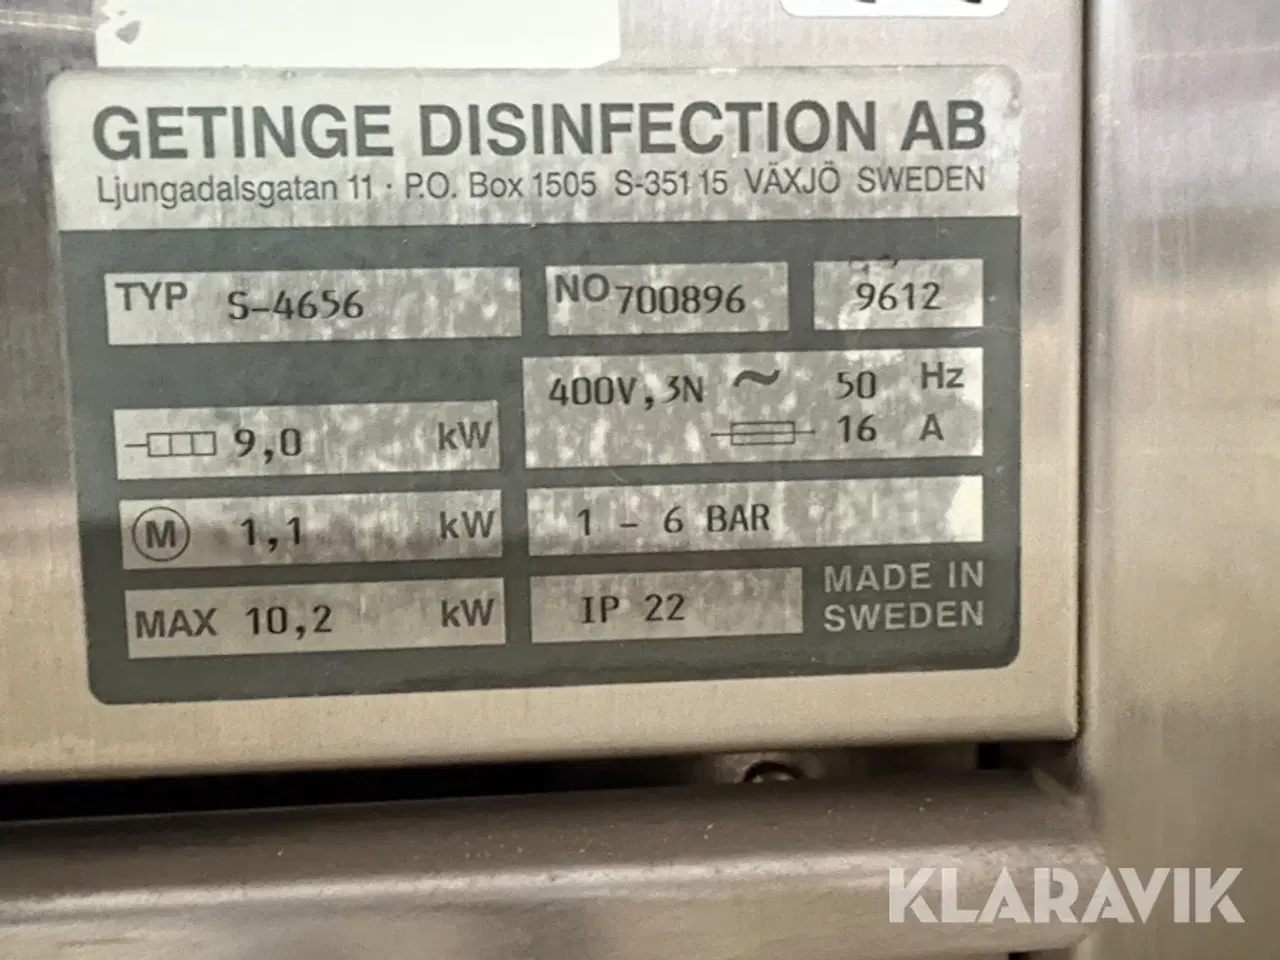 GETINGE DISINFECTION AB
Ljungadalsgatan 11 · P.O. Box 1505 S-351 15 VÄXJÖ SWEDEN
TYP S-4656
NO 700896
9612
400V, 3N ~ 50 Hz
16 A
9,0 kW
M 1,1 kW
1 - 6 BAR
MAX 10,2 kW
IP 22
MADE IN
SWEDEN
KLARAVIK